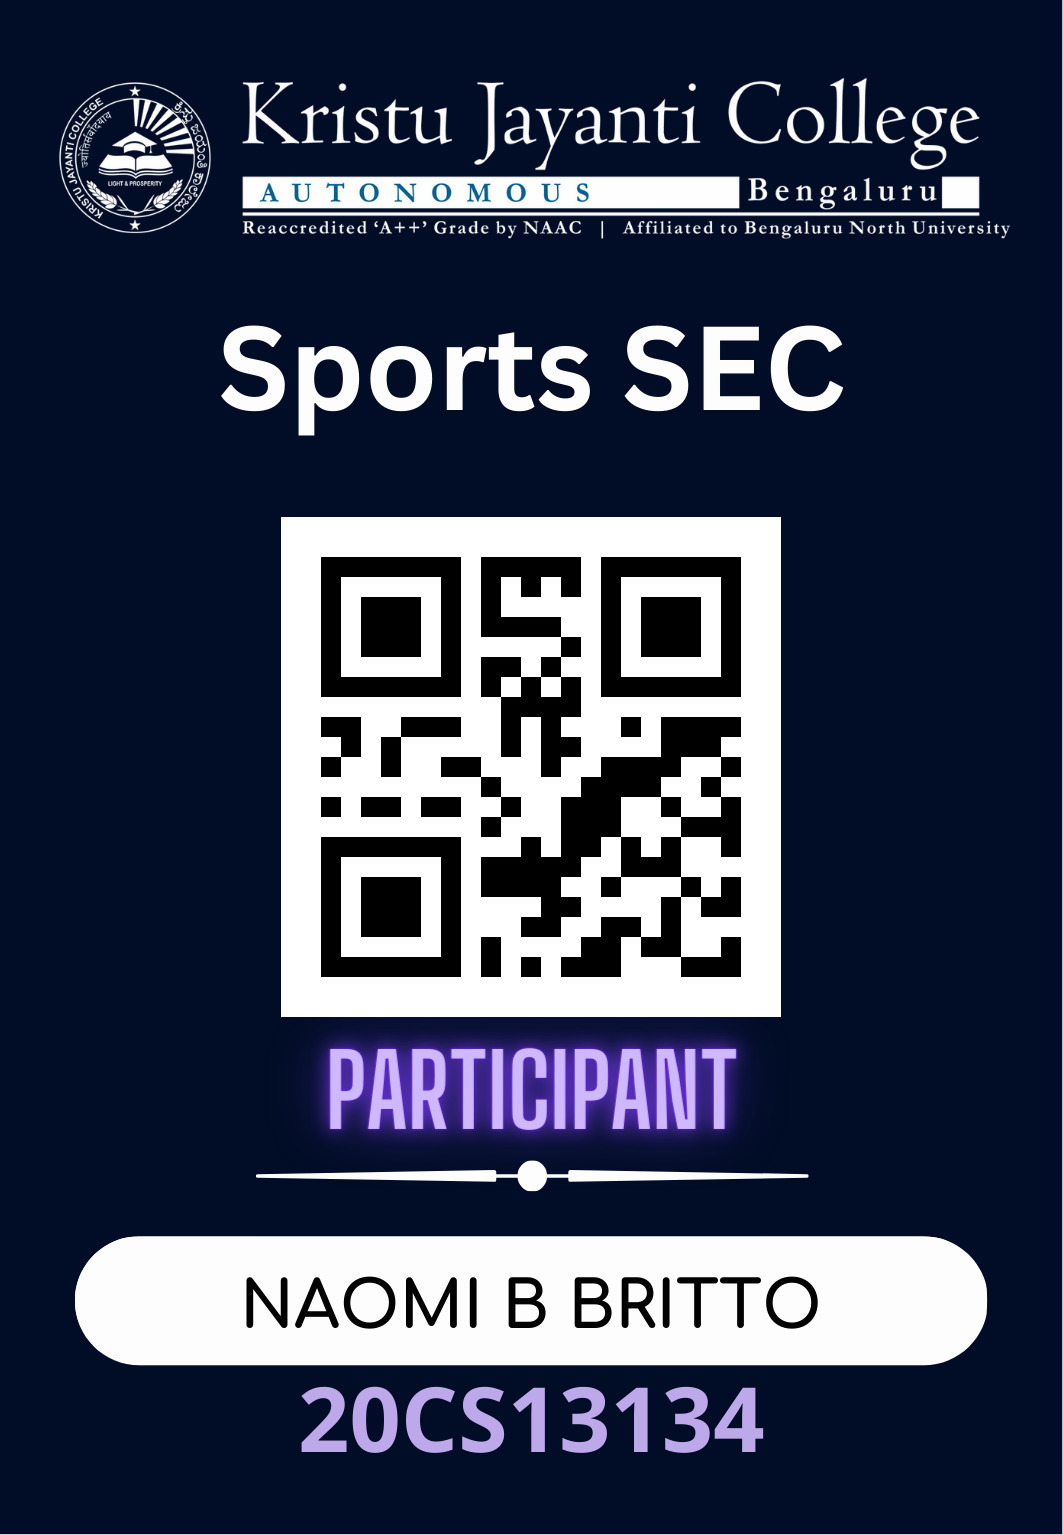 Kristu Jayanti College
AUTONOMOUS Bengaluru
Reaccredited ‘A++’ Grade by NAAC | Affiliated to Bengaluru North University
KRISTU JAYANTI COLLEGE
LIGHT & PROSPERITY
Sports SEC
PARTICIPANT
NAOMI B BRITTO
20CS13134